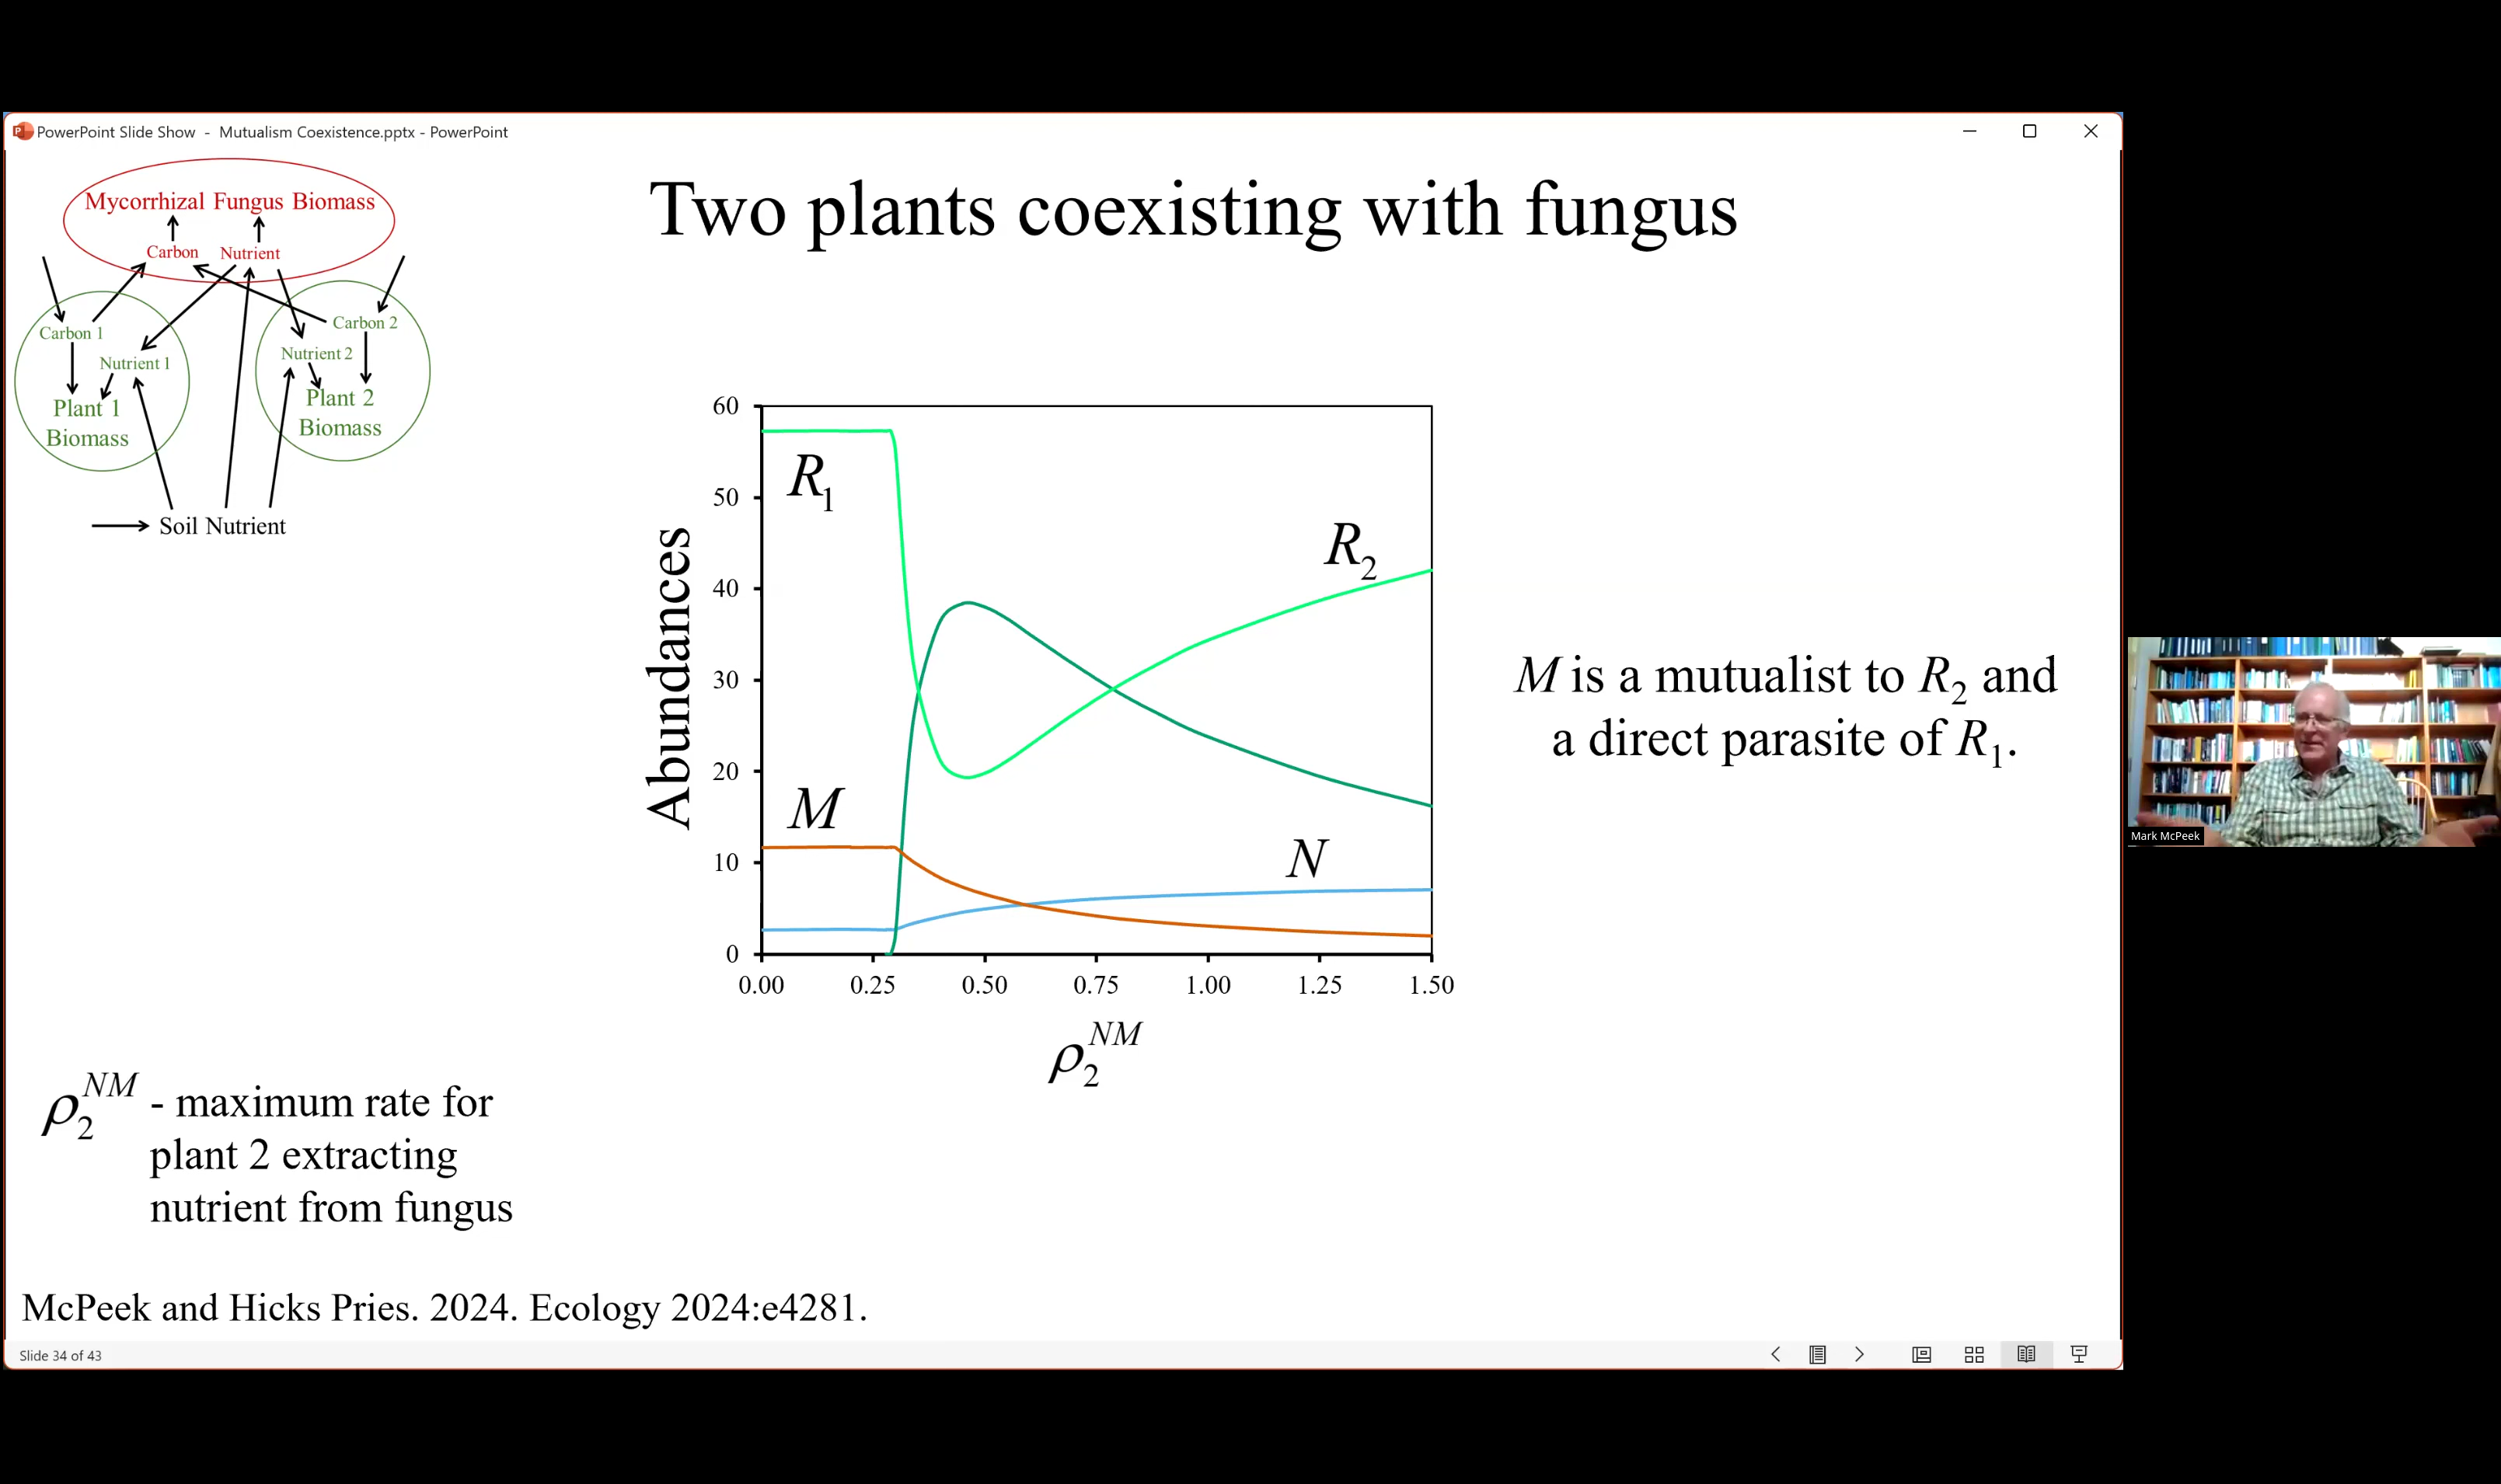 PowerPoint Slide Show - Mutualism Coexistence.pptx - PowerPoint
Two plants coexisting with fungus
Mycorrhizal Fungus Biomass
Carbon Nutrient
Carbon 1
Nutrient 1
Plant 1
Biomass
Carbon 2
Nutrient 2
Plant 2
Biomass
Soil Nutrient
Abundances
60
50
40
30
20
10
0
R₁
R₂
M
N
0.00 0.25 0.50 0.75 1.00 1.25 1.50
ρ₂ᴺᴹ
M is a mutualist to R₂ and
a direct parasite of R₁.
ρ₂ᴺᴹ - maximum rate for
plant 2 extracting
nutrient from fungus
McPeek and Hicks Pries. 2024. Ecology 2024:e4281.
Slide 34 of 43
Mark McPeek